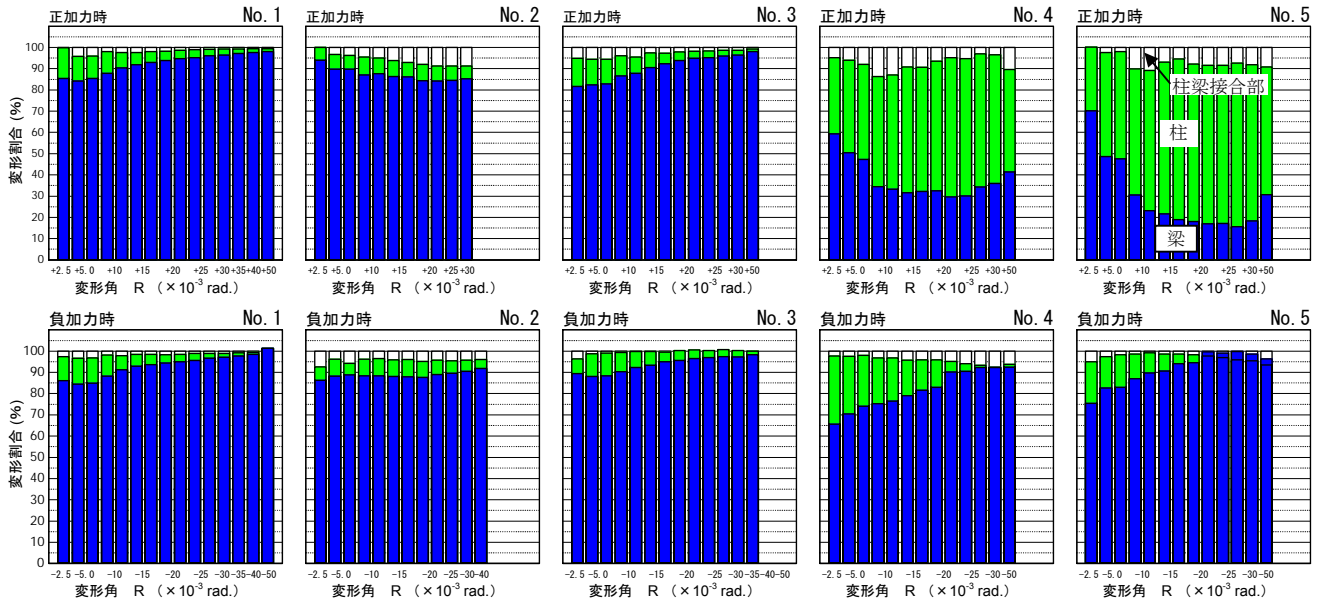 正加力時 No. 1
正加力時 No. 2
正加力時 No. 3
正加力時 No. 4
正加力時 No. 5
変形割合 (%)
100
90
80
70
60
50
40
30
20
10
0
柱梁接合部
柱
梁
+2. 5 +5. 0 +10 +15 +20 +25 +30 +35 +40 +50
+2. 5 +5. 0 +10 +15 +20 +25 +30
+2. 5 +5. 0 +10 +15 +20 +25 +30 +50
+2. 5 +5. 0 +10 +15 +20 +25 +30 +50
+2. 5 +5. 0 +10 +15 +20 +25 +30 +50
変形角 R （×10⁻³ rad.）
変形角 R （×10⁻³ rad.）
変形角 R （×10⁻³ rad.）
変形角 R （×10⁻³ rad.）
変形角 R （×10⁻³ rad.）
負加力時 No. 1
負加力時 No. 2
負加力時 No. 3
負加力時 No. 4
負加力時 No. 5
変形割合 (%)
100
90
80
70
60
50
40
30
20
10
0
−2. 5 −5. 0 −10 −15 −20 −25 −30 −35 −40 −50
−2. 5 −5. 0 −10 −15 −20 −25 −30 −40
−2. 5 −5. 0 −10 −15 −20 −25 −30 −35 −40 −50
−2. 5 −5. 0 −10 −15 −20 −25 −30 −50
−2. 5 −5. 0 −10 −15 −20 −25 −30 −50
変形角 R （×10⁻³ rad.）
変形角 R （×10⁻³ rad.）
変形角 R （×10⁻³ rad.）
変形角 R （×10⁻³ rad.）
変形角 R （×10⁻³ rad.）